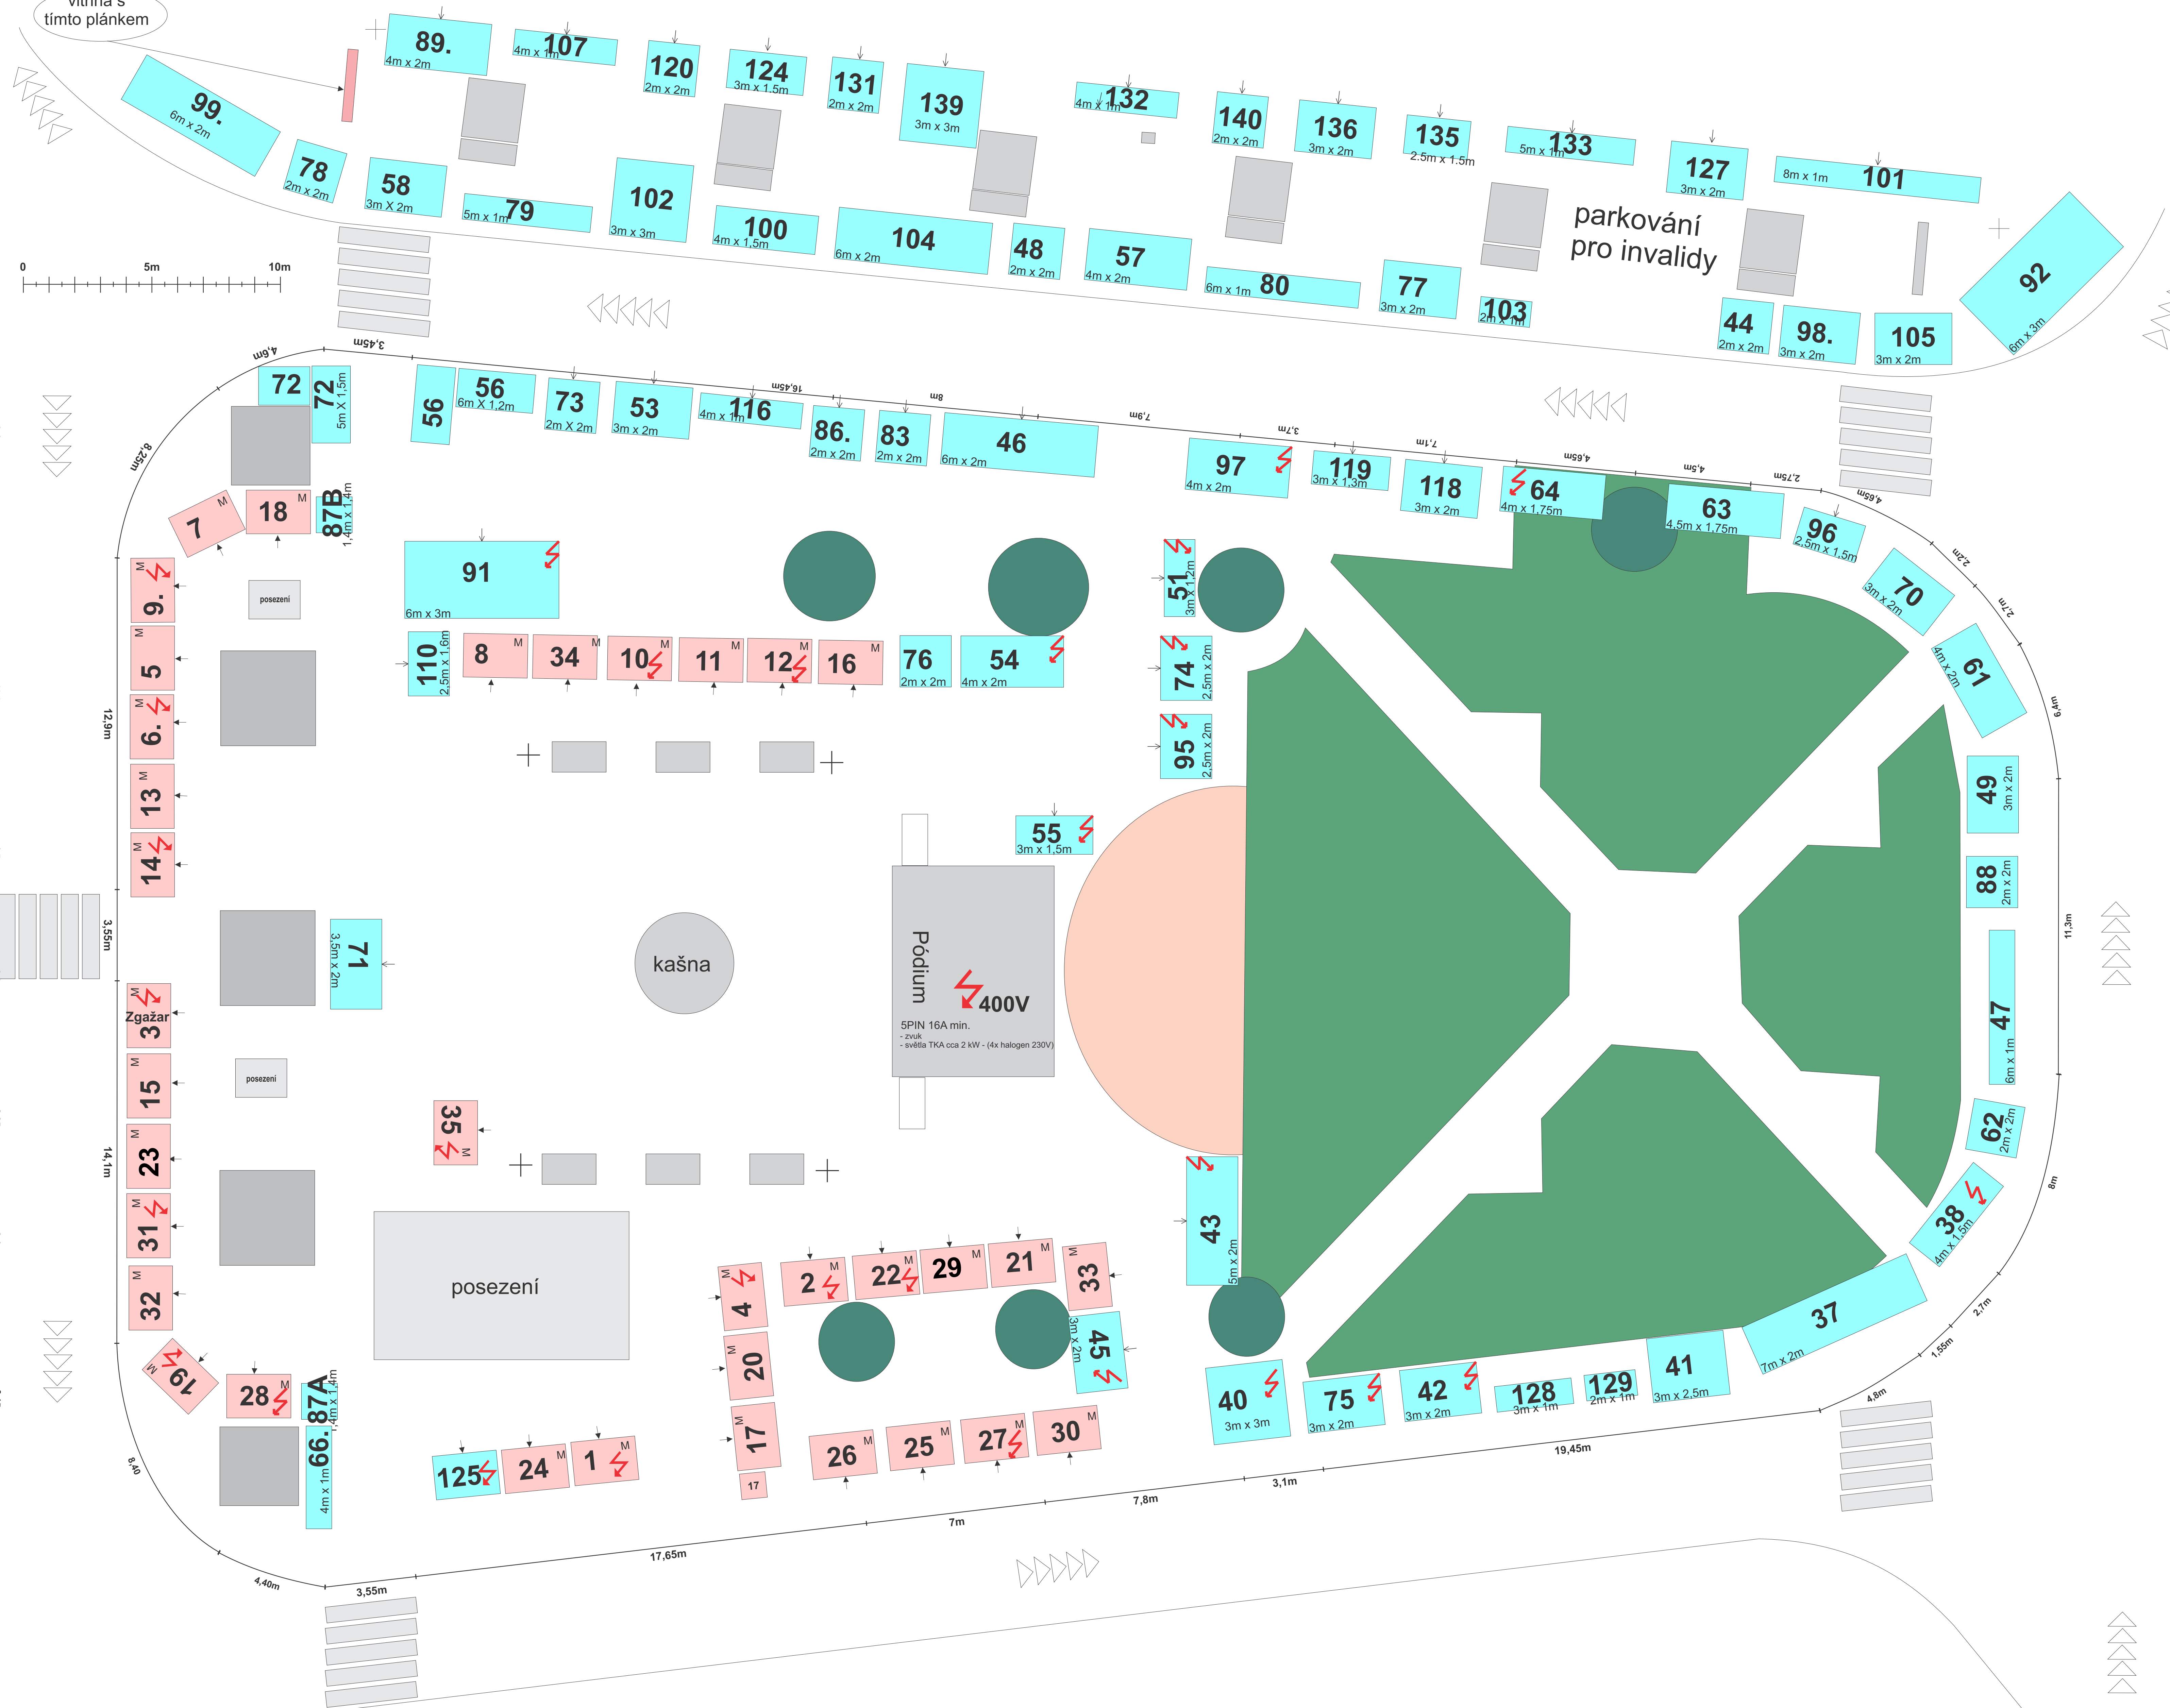 vitrína s
tímto plánkem
89.
4m x 2m
107
4m x 1m
120
2m x 2m
124
3m x 1.5m
131
2m x 2m
139
3m x 3m
132
4m x 1m
140
2m x 2m
136
3m x 2m
135
2.5m x 1.5m
133
5m x 1m
127
3m x 2m
101
8m x 1m
99.
6m x 2m
78
2m x 2m
58
3m X 2m
79
5m x 1m
102
3m x 3m
100
4m x 1,5m
104
6m x 2m
48
2m x 2m
57
4m x 2m
80
6m x 1m
77
3m x 2m
103
2m x 1m
parkování
pro invalidy
44
2m x 2m
98.
3m x 2m
105
3m x 2m
92
6m x 3m
0 5m 10m
4,6m
3,45m
16,45m
8m
7,9m
3,7m
7,1m
4,65m
4,5m
2,75m
4,65m
2,2m
2,7m
6,4m
11,3m
8m
2,7m
1,55m
4,8m
19,45m
3,1m
7,8m
7m
17,65m
3,55m
4,40m
8,40
14,1m
3,55m
12,9m
8,25m
72
72
5m X 1,5m
56
56
6m X 1,2m
73
2m X 2m
53
3m x 2m
116
4m x 1m
86.
2m x 2m
83
2m x 2m
46
6m x 2m
97
4m x 2m
119
3m x 1,3m
118
3m x 2m
64
4m x 1,75m
63
4,5m x 1,75m
96
2,5m x 1,5m
70
3m x 2m
61
4m x 2m
49
3m x 2m
88
2m x 2m
47
6m x 1m
62
2m x 2m
38
4m x 1,5m
37
7m x 2m
41
3m x 2,5m
129
2m x 1m
128
3m x 1m
42
3m x 2m
75
3m x 2m
40
3m x 3m
7
M
18
M
87B
1,4m x 1,4m
9.
M
5
M
6.
M
13
M
14
M
posezení
91
6m x 3m
110
2,5m x 1,6m
8
M
34
M
10
M
11
M
12
M
16
M
76
2m x 2m
54
4m x 2m
51
3m x 1,2m
74
2,5m x 2m
95
2,5m x 2m
55
3m x 1,5m
71
3,5m x 2m
kašna
Pódium
400V
5PIN 16A min.
- zvuk
- světla TKA cca 2 kW - (4x halogen 230V)
3
M
Zgažar
15
M
23
M
31
M
32
M
posezení
35
M
posezení
19
M
28
M
87A
1,4m x 1,4m
66.
4m x 1m
125
24
M
1
M
4
M
20
M
17
M
17
2
M
22
M
29
M
21
M
33
M
45
3m x 2m
43
5m x 2m
26
M
25
M
27
M
30
M